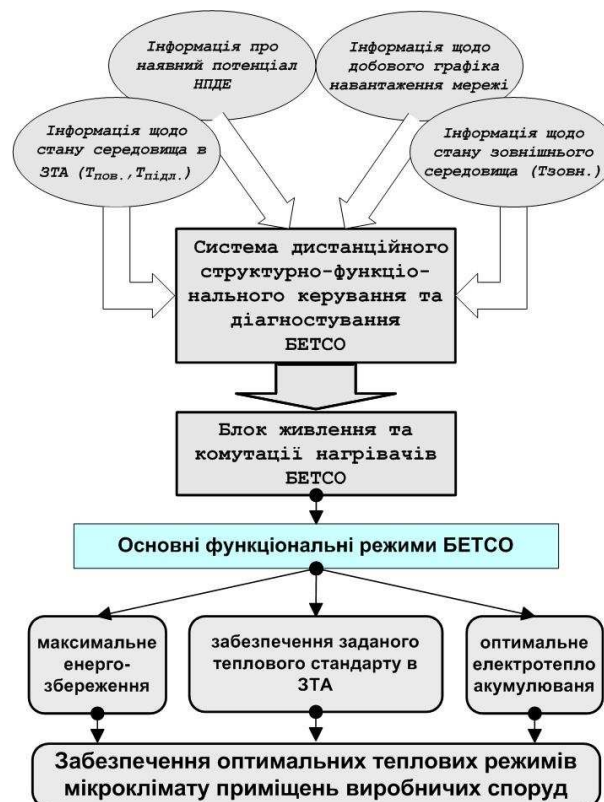 Інформація про
наявний потенціал
НПДЕ
Інформація щодо
добового графіка
навантаження мережі
Інформація щодо
стану середовища в
ЗТА (Tпов.,Tпідл.)
Інформація щодо
стану зовнішнього
середовища (Tзовн.)
Система дистанційного
структурно-функціо-
нального керування та
діагностування
БЕТСО
Блок живлення та
комутації нагрівачів
БЕТСО
Основні функціональні режими БЕТСО
максимальне
енерго-
збереження
забезпечення заданого
теплового стандарту в
ЗТА
оптимальне
електротепло
акумулюваня
Забезпечення оптимальних теплових режимів
мікроклімату приміщень виробничих споруд